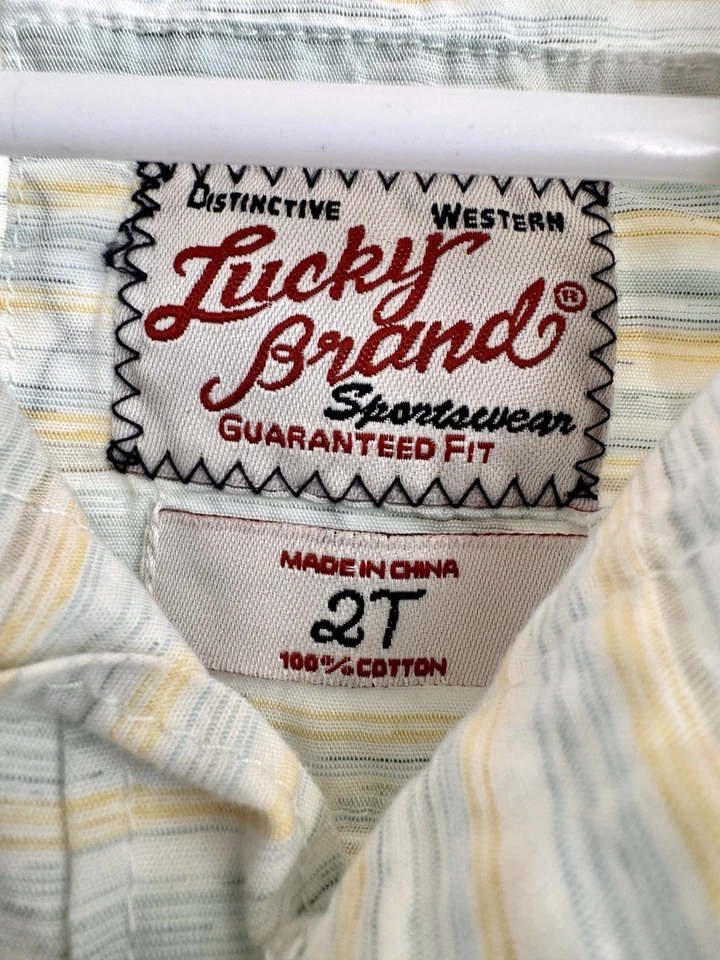 DISTINCTIVE WESTERN
Lucky
Brand®
Sportswear
GUARANTEED FIT
MADE IN CHINA
2T
100% COTTON